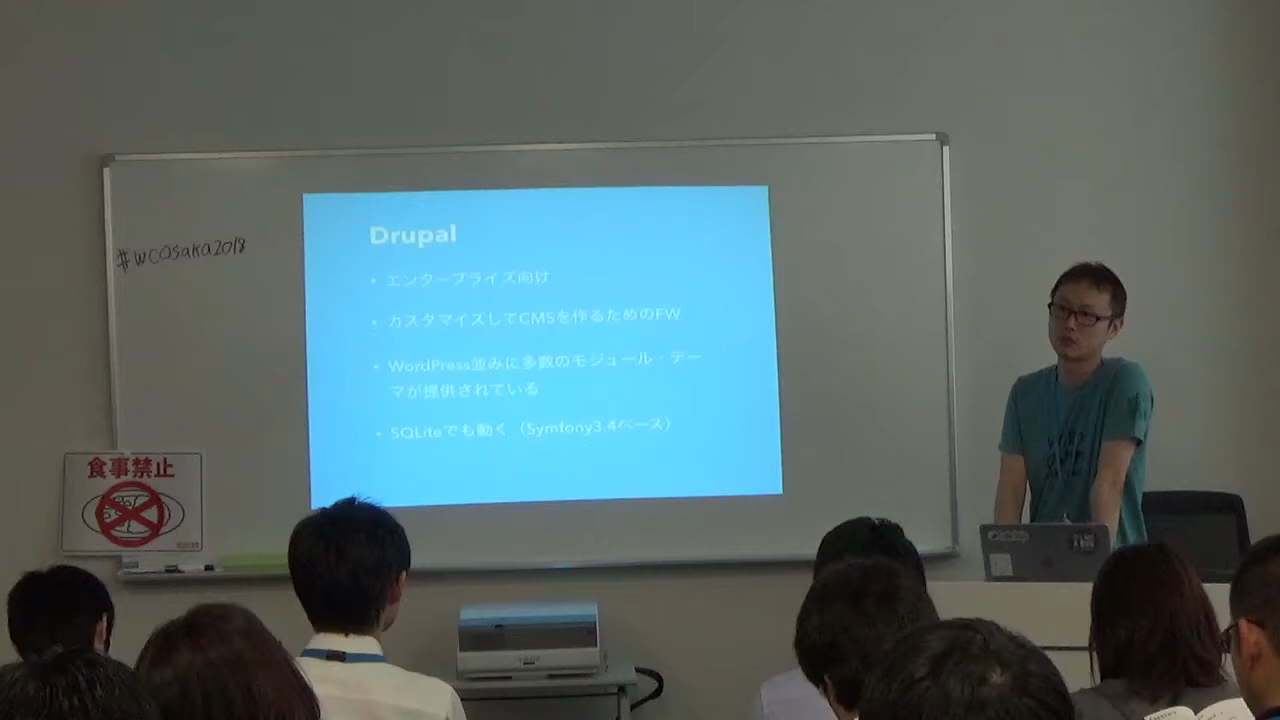 #WCOsaka2018
Drupal
• エンタープライズ向け
• カスタマイズしてCMSを作るためのFW
• WordPress並みに多数のモジュール・テー
マが提供されている
• SQLiteでも動く（Symfony3.4ベース）
食事禁止